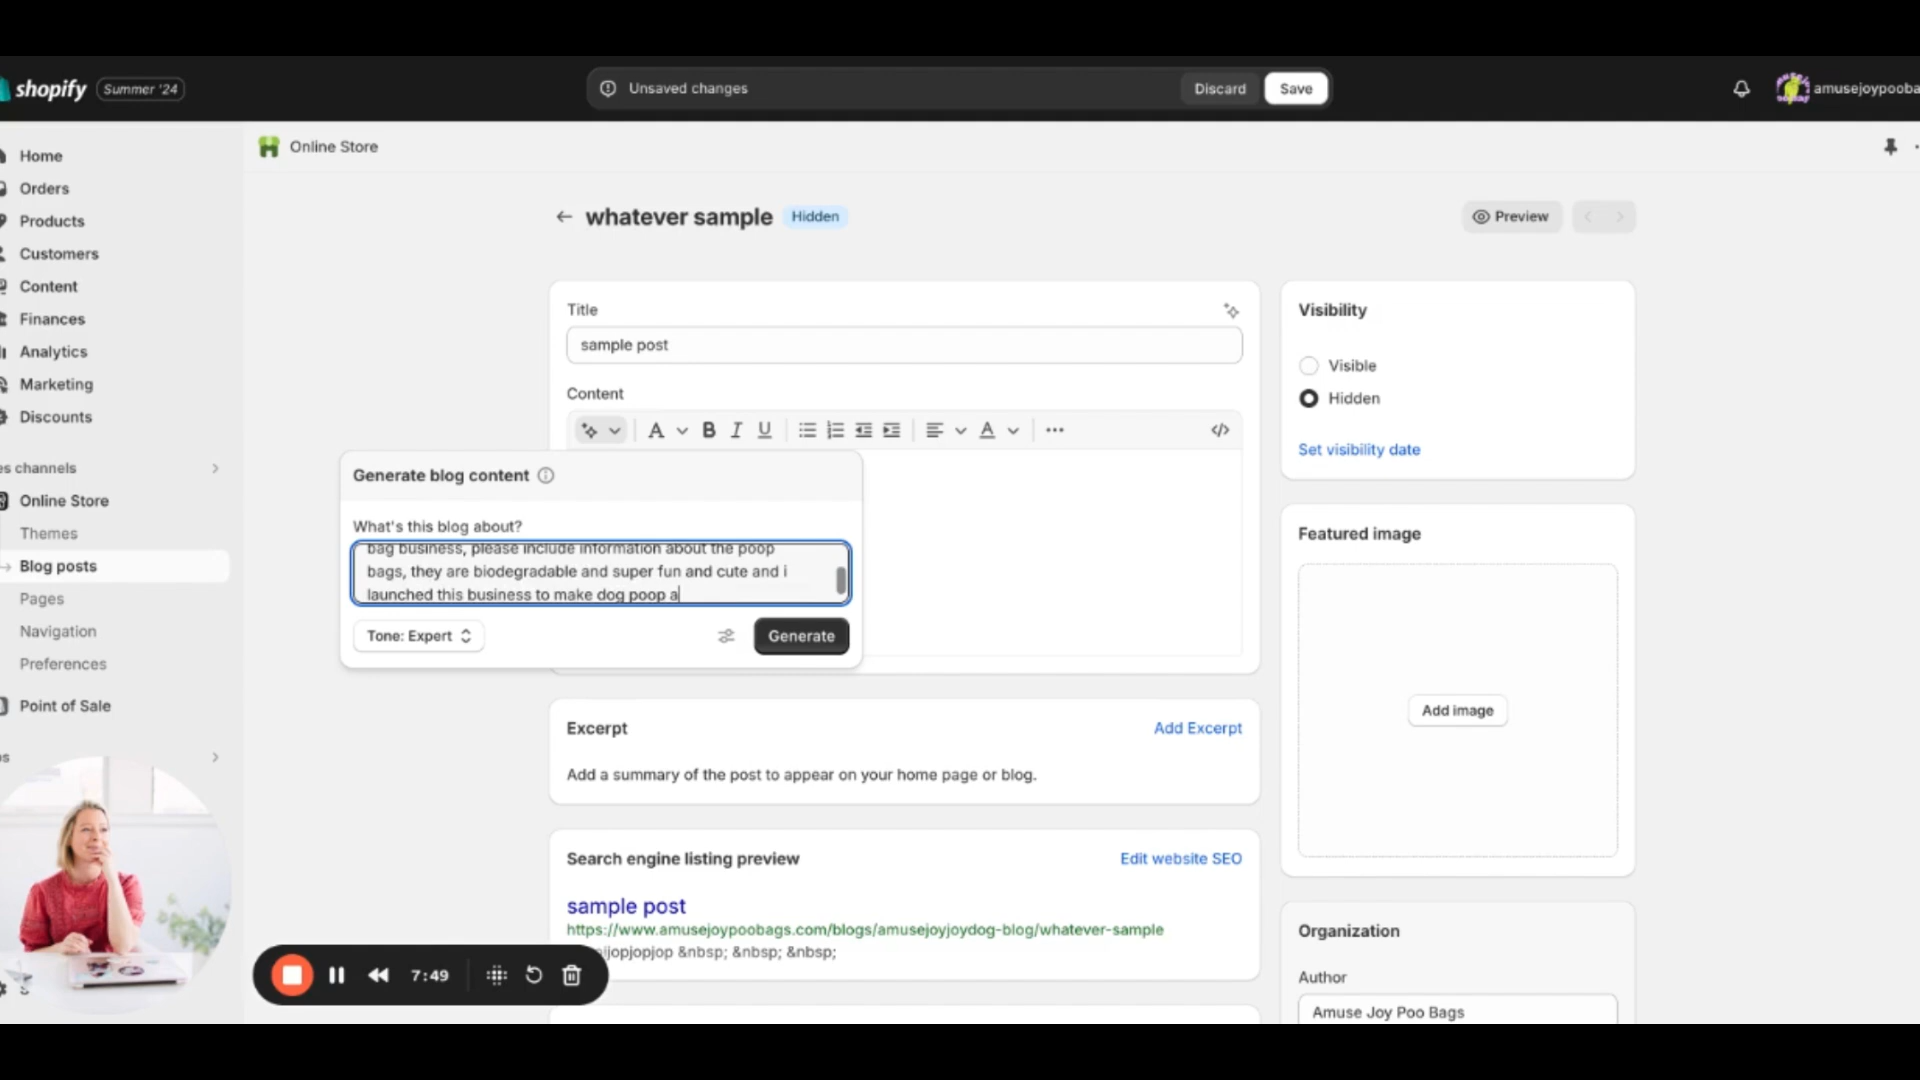 shopify Summer '24
Unsaved changes
Discard
Save
amusejoypooba
Home
Orders
Products
Customers
Content
Finances
Analytics
Marketing
Discounts
es channels
Online Store
Themes
Blog posts
Pages
Navigation
Preferences
Point of Sale
Online Store
whatever sample Hidden
Preview
Title
sample post
Content
Generate blog content
What's this blog about?
bag business, please include information about the poop
bags, they are biodegradable and super fun and cute and i
launched this business to make dog poop a
Tone: Expert
Generate
Excerpt
Add Excerpt
Add a summary of the post to appear on your home page or blog.
Search engine listing preview
Edit website SEO
sample post
https://www.amusejoypoobags.com/blogs/amusejoyjoydog-blog/whatever-sample
ijopjopjop &nbsp; &nbsp; &nbsp;
7:49
Visibility
Visible
Hidden
Set visibility date
Featured image
Add image
Organization
Author
Amuse Joy Poo Bags